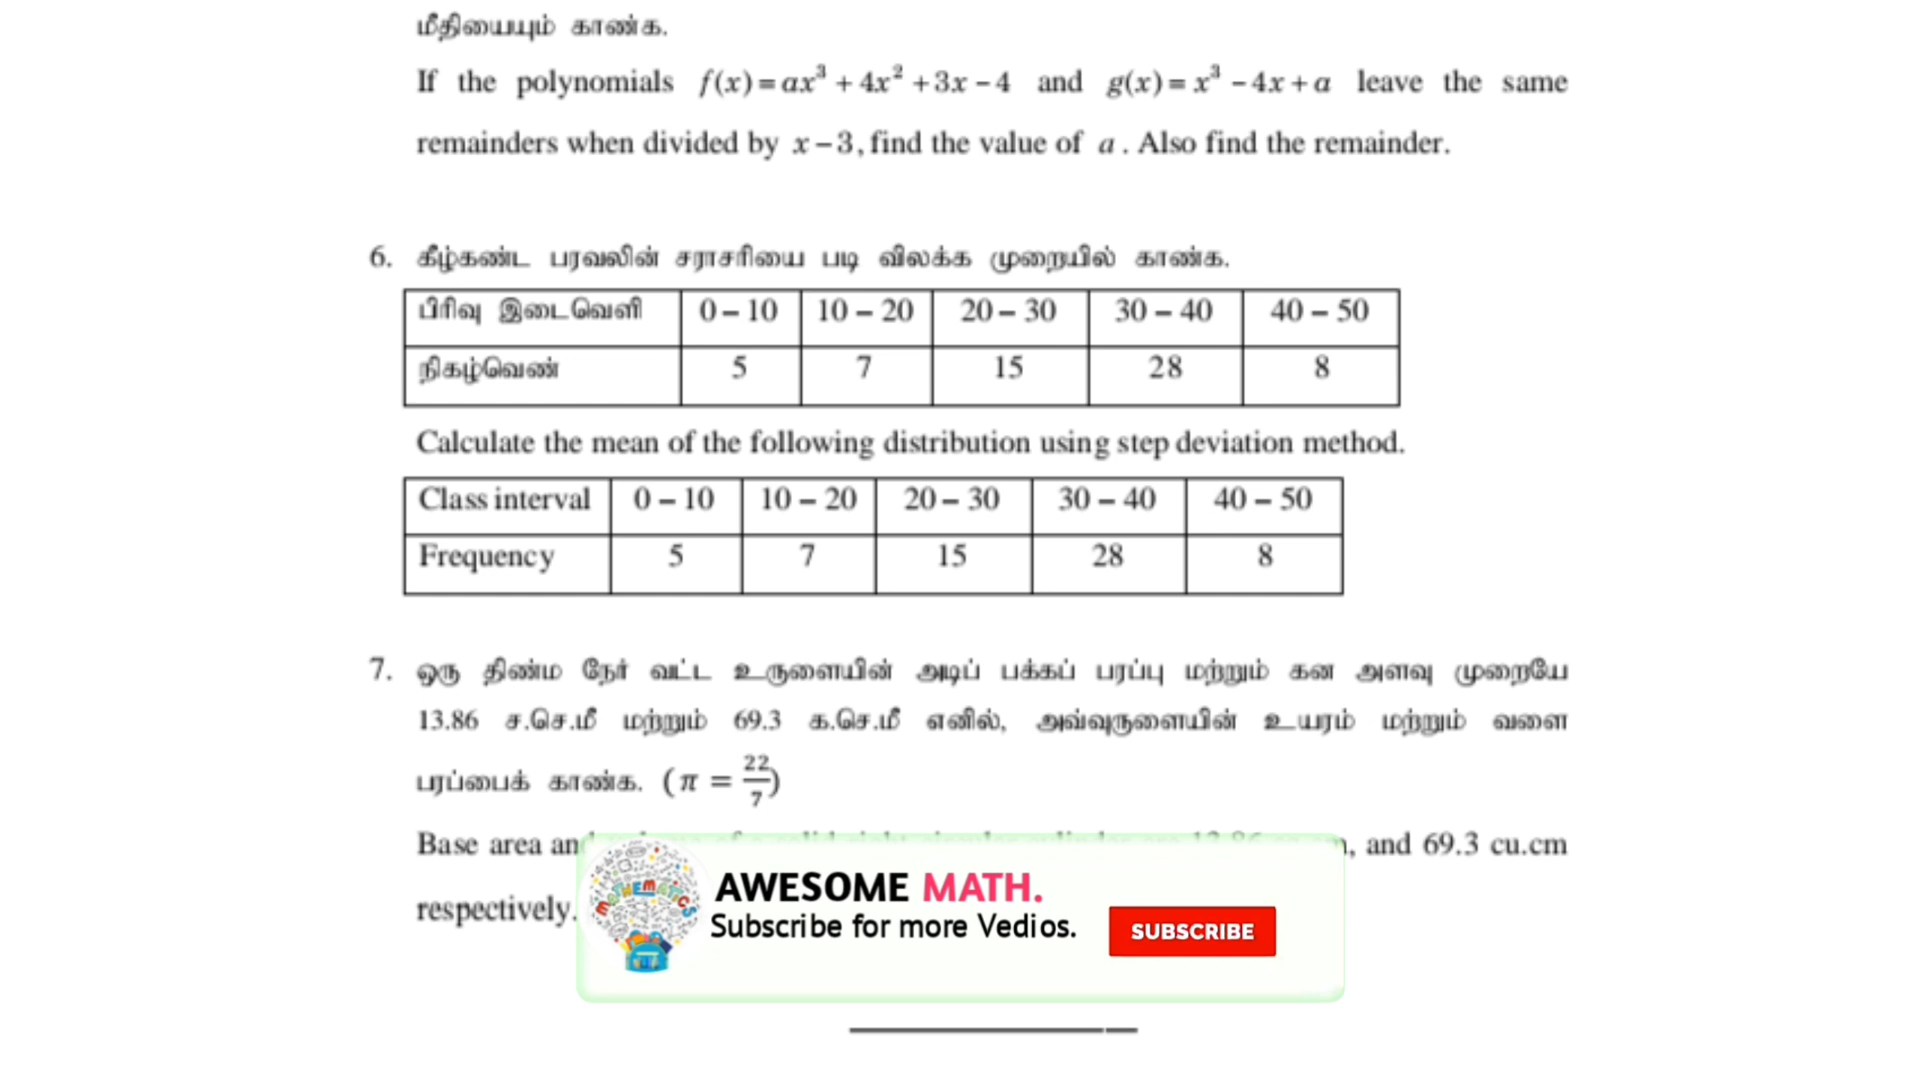 மீதியையும் காண்க.
If the polynomials f(x) = ax³ + 4x² + 3x – 4 and g(x) = x³ – 4x + a leave the same
remainders when divided by x – 3, find the value of a . Also find the remainder.
6. கீழ்கண்ட பரவலின் சராசரியை படி விலக்க முறையில் காண்க.
பிரிவு இடைவெளி 0 – 10 10 – 20 20 – 30 30 – 40 40 – 50
நிகழ்வெண் 5 7 15 28 8
Calculate the mean of the following distribution using step deviation method.
Class interval 0 – 10 10 – 20 20 – 30 30 – 40 40 – 50
Frequency 5 7 15 28 8
7. ஒரு திண்ம நேர் வட்ட உருளையின் அடிப் பக்கப் பரப்பு மற்றும் கன அளவு முறையே
13.86 ச.செ.மீ மற்றும் 69.3 க.செ.மீ எனில், அவ்வுருளையின் உயரம் மற்றும் வளை
பரப்பைக் காண்க. (π = 22/7)
Base area and 69.3 cu.cm
respectively.
MATHEMATICS
AWESOME MATH.
Subscribe for more Vedios.
SUBSCRIBE